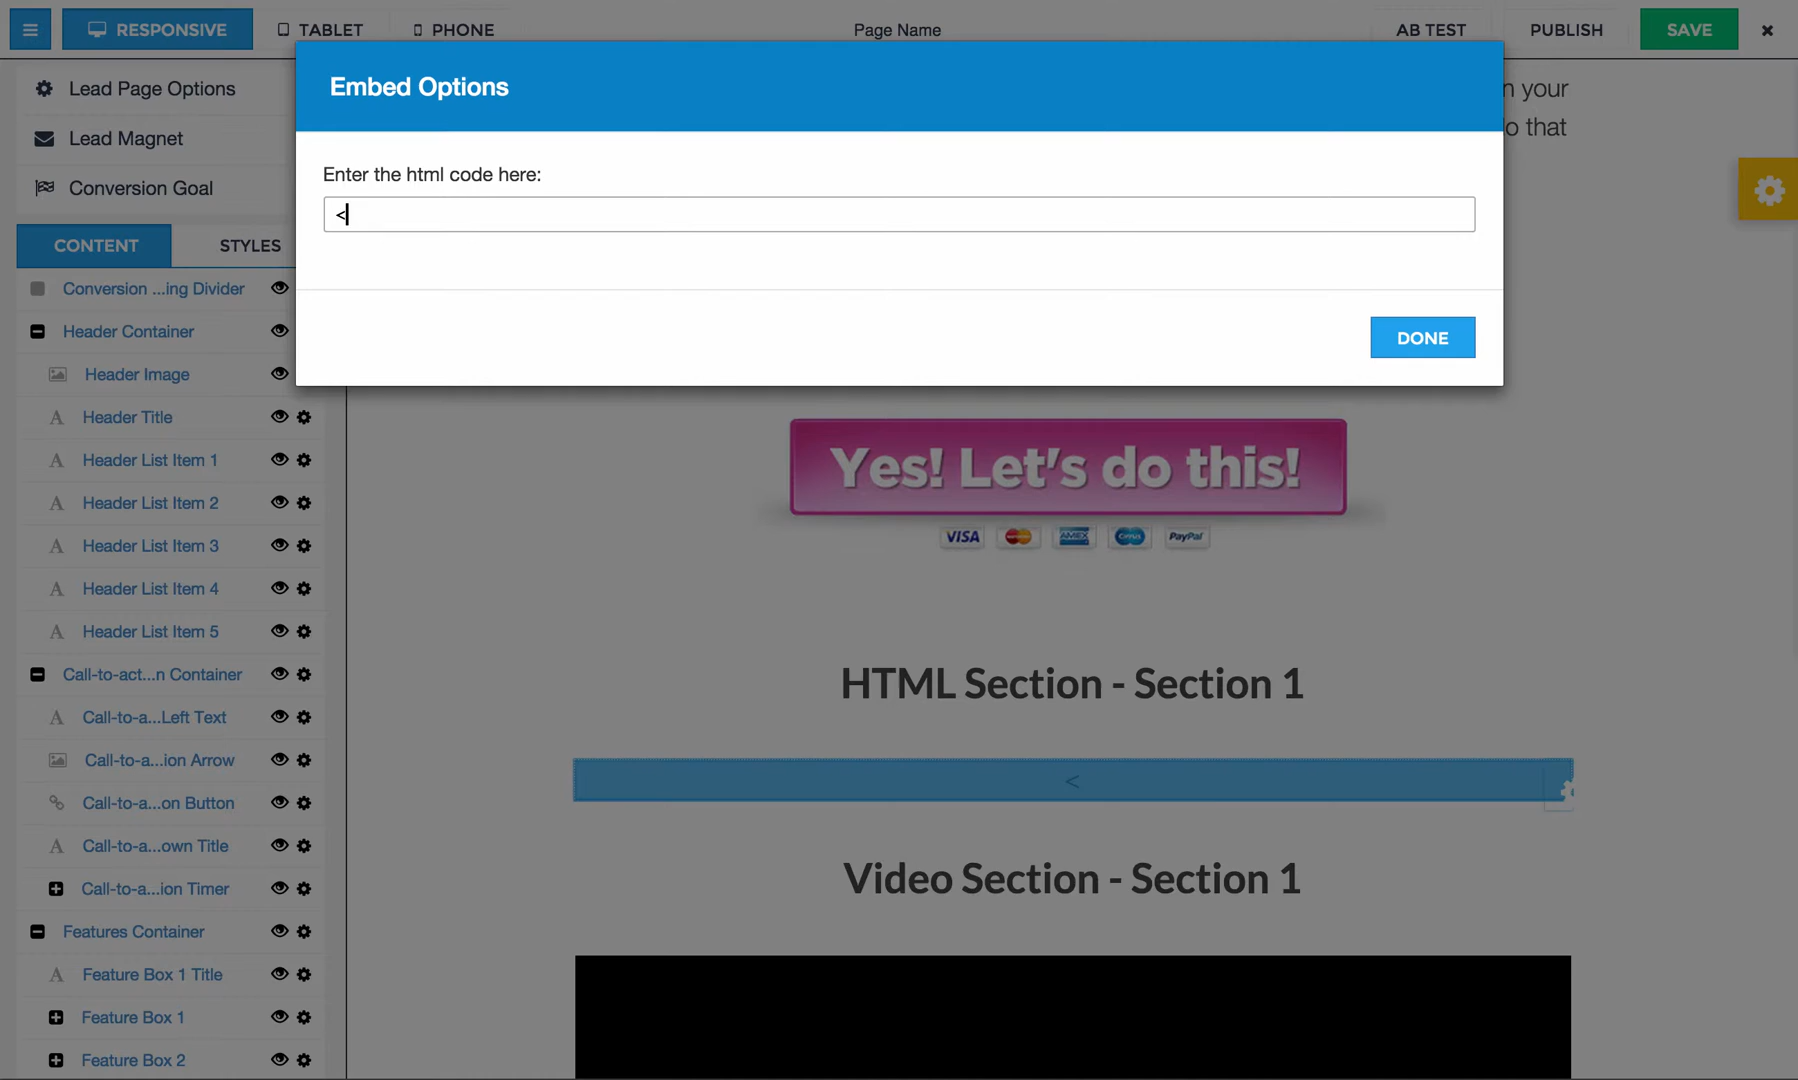 RESPONSIVE
TABLET
PHONE
Page Name
AB TEST
PUBLISH
SAVE
Lead Page Options
Lead Magnet
Conversion Goal
CONTENT
STYLES
Conversion ...ing Divider
Header Container
Header Image
Header Title
Header List Item 1
Header List Item 2
Header List Item 3
Header List Item 4
Header List Item 5
Call-to-act...n Container
Call-to-a...Left Text
Call-to-a...ion Arrow
Call-to-a...on Button
Call-to-a...own Title
Call-to-a...ion Timer
Features Container
Feature Box 1 Title
Feature Box 1
Feature Box 2
Embed Options
Enter the html code here:
<
DONE
your
that
Yes! Let's do this!
VISA
AMEX
PayPal
HTML Section - Section 1
<
Video Section - Section 1